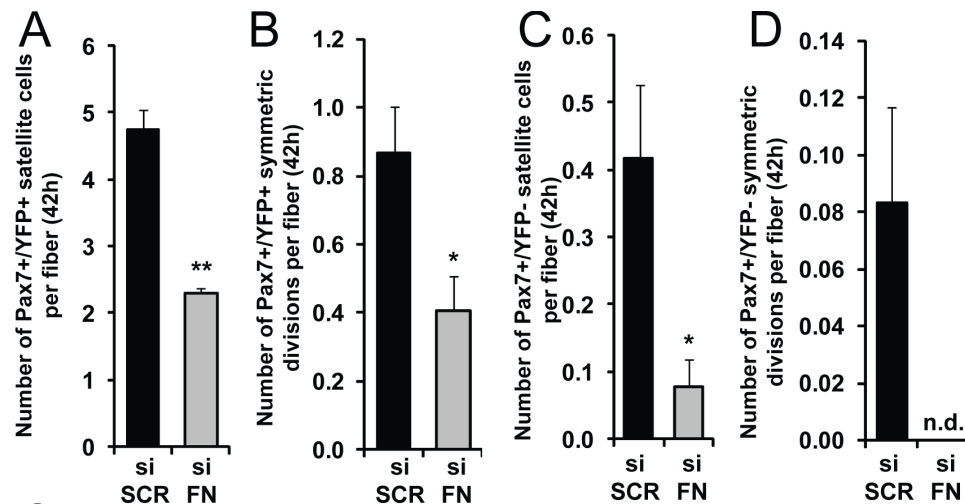 A
Number of Pax7+/YFP+ satellite cells
per fiber (42h)
6
5
4
3
2
1
0
**
si
SCR
si
FN
B
Number of Pax7+/YFP+ symmetric
divisions per fiber (42h)
1.2
1.0
0.8
0.6
0.4
0.2
0.0
*
si
SCR
si
FN
C
Number of Pax7+/YFP- satellite cells
per fiber (42h)
0.6
0.5
0.4
0.3
0.2
0.1
0.0
*
si
SCR
si
FN
D
Number of Pax7+/YFP- symmetric
divisions per fiber (42h)
0.14
0.12
0.10
0.08
0.06
0.04
0.02
0.00
n.d.
si
SCR
si
FN